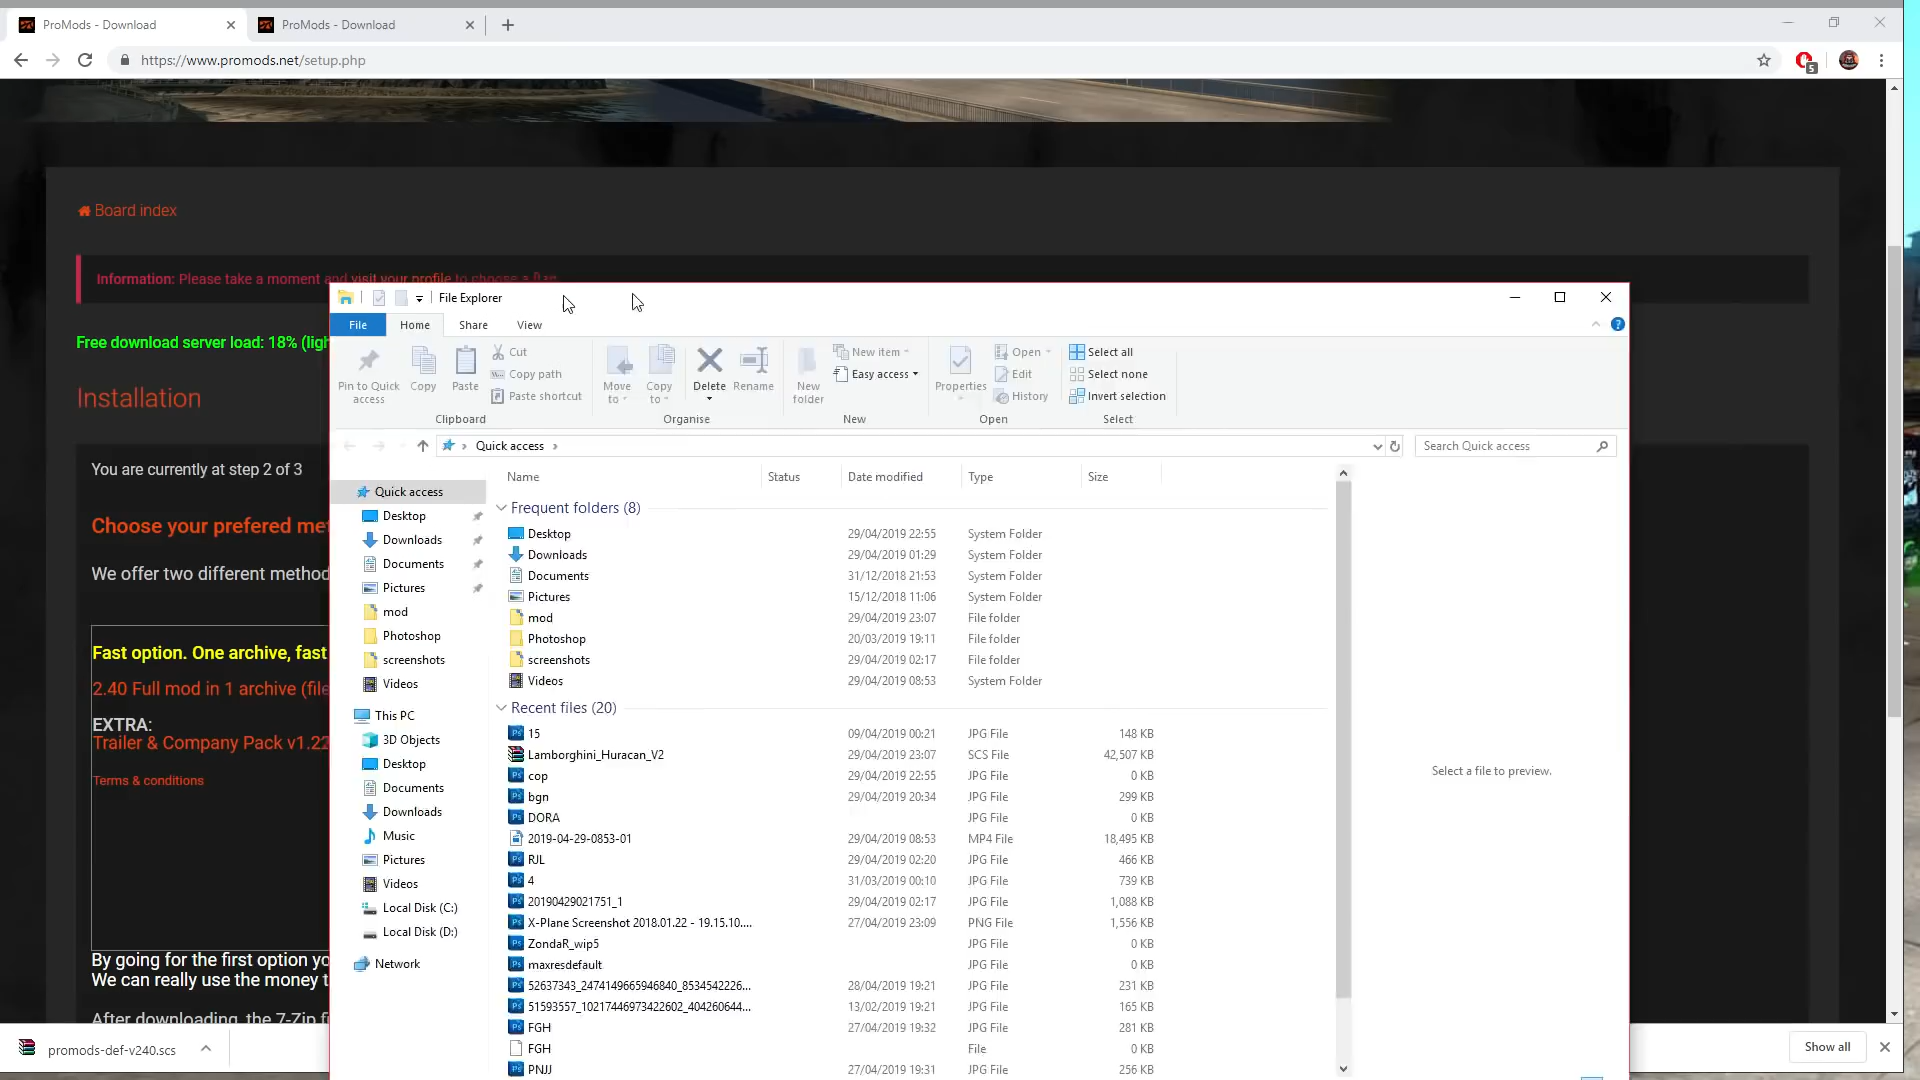 ProMods - Download
ProMods - Download
https://www.promods.net/setup.php
5
Board index
Information: Please take a moment and visit your profile to choose a
Free download server load: 18% (ligh
Installation
You are currently at step 2 of 3
Choose your prefered me
We offer two different method
Fast option. One archive, fast
2.40 Full mod in 1 archive (file
EXTRA:
Trailer & Company Pack v1.22
Terms & conditions
By going for the first option yo
We can really use the money t
After downloading, the 7-Zip fi
promods-def-v240.scs
Show all
File Explorer
File Home Share View
Pin to Quick access
Copy
Paste
Cut
Copy path
Paste shortcut
Clipboard
Move to
Copy to
Delete
Rename
Organise
New folder
New item
Easy access
New
Properties
Open
Edit
History
Open
Select all
Select none
Invert selection
Select
Quick access
Search Quick access
Quick access
Desktop
Downloads
Documents
Pictures
mod
Photoshop
screenshots
Videos
This PC
3D Objects
Desktop
Documents
Downloads
Music
Pictures
Videos
Local Disk (C:)
Local Disk (D:)
Network
Name Status Date modified Type Size
Frequent folders (8)
Desktop 29/04/2019 22:55 System Folder
Downloads 29/04/2019 01:29 System Folder
Documents 31/12/2018 21:53 System Folder
Pictures 15/12/2018 11:06 System Folder
mod 29/04/2019 23:07 File folder
Photoshop 20/03/2019 19:11 File folder
screenshots 29/04/2019 02:17 File folder
Videos 29/04/2019 08:53 System Folder
Recent files (20)
15 09/04/2019 00:21 JPG File 148 KB
Lamborghini_Huracan_V2 29/04/2019 23:07 SCS File 42,507 KB
cop 29/04/2019 22:55 JPG File 0 KB
bgn 29/04/2019 20:34 JPG File 299 KB
DORA JPG File 0 KB
2019-04-29-0853-01 29/04/2019 08:53 MP4 File 18,495 KB
RJL 29/04/2019 02:20 JPG File 466 KB
4 31/03/2019 00:10 JPG File 739 KB
20190429021751_1 29/04/2019 02:17 JPG File 1,088 KB
X-Plane Screenshot 2018.01.22 - 19.15.10.... 27/04/2019 23:09 PNG File 1,556 KB
ZondaR_wip5 JPG File 0 KB
maxresdefault JPG File 0 KB
52637343_2474149665946840_8534542226... 28/04/2019 19:21 JPG File 231 KB
51593557_10217446973422602_404260644... 13/02/2019 19:21 JPG File 165 KB
FGH 27/04/2019 19:32 JPG File 281 KB
FGH File 0 KB
PNJJ 27/04/2019 19:31 JPG File 256 KB
Select a file to preview.